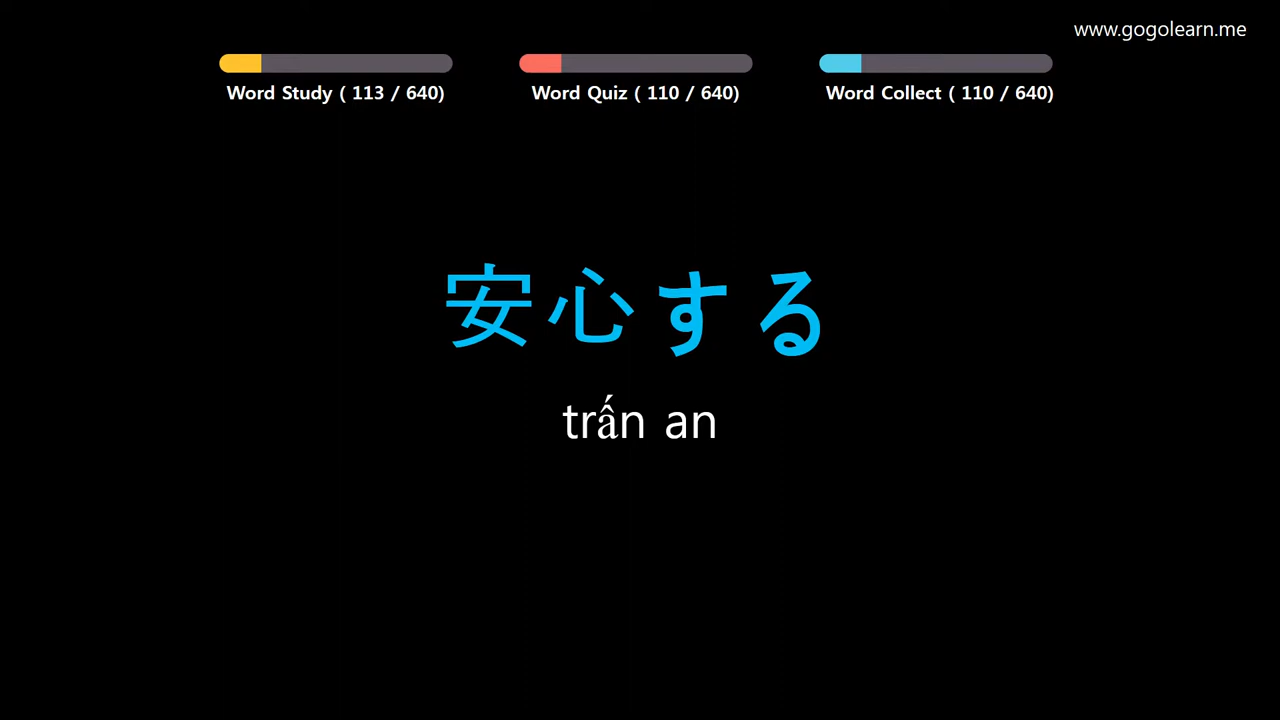 www.gogolearn.me
Word Study ( 113 / 640)
Word Quiz ( 110 / 640)
Word Collect ( 110 / 640)
安心する
trấn an